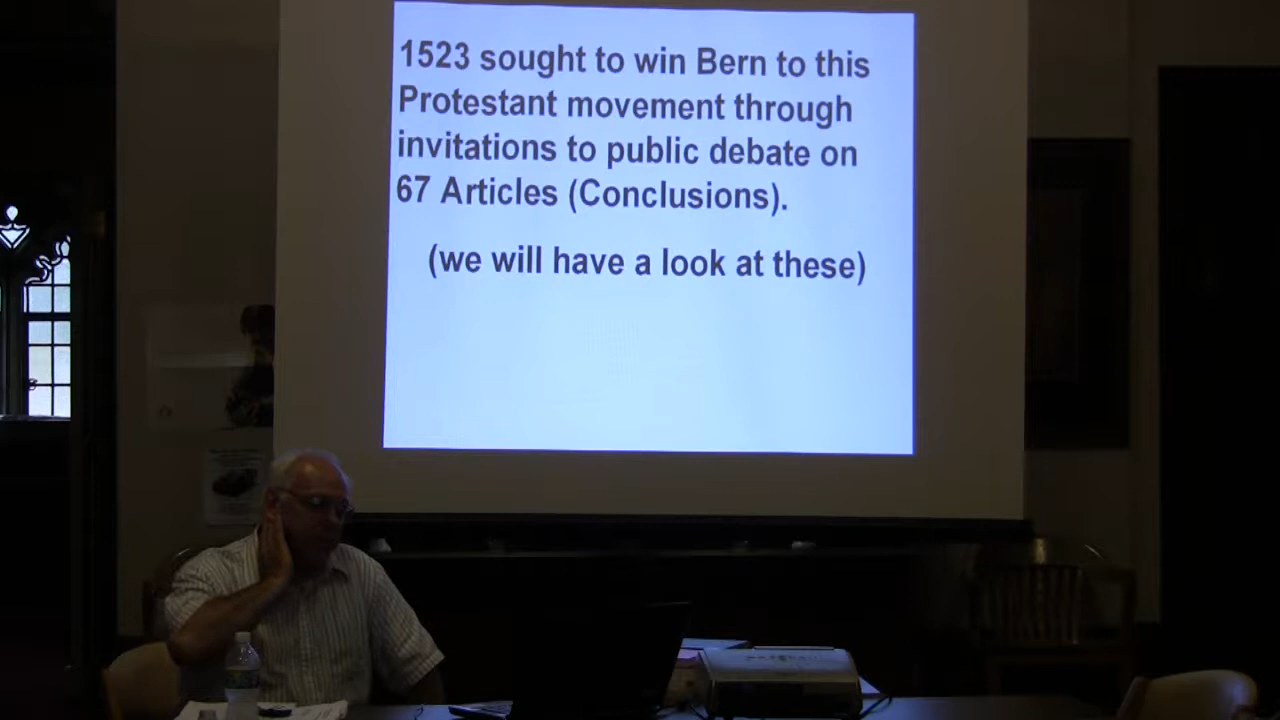 1523 sought to win Bern to this
Protestant movement through
invitations to public debate on
67 Articles (Conclusions).
(we will have a look at these)